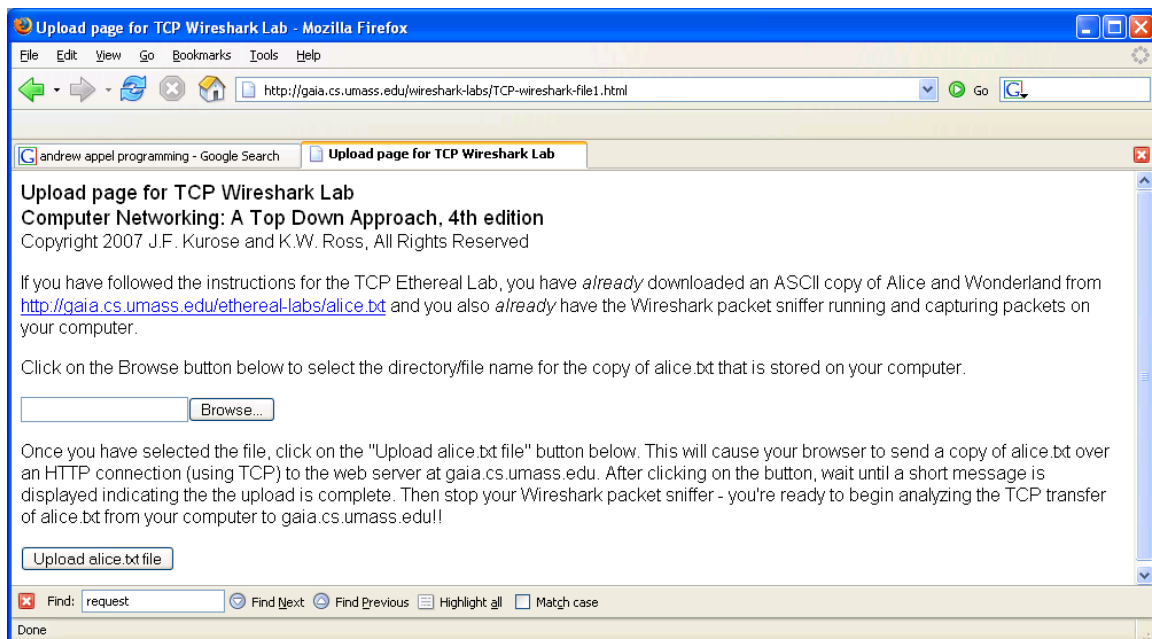 Upload page for TCP Wireshark Lab - Mozilla Firefox
File Edit View Go Bookmarks Tools Help
http://gaia.cs.umass.edu/wireshark-labs/TCP-wireshark-file1.html Go G
G andrew appel programming - Google Search Upload page for TCP Wireshark Lab
Upload page for TCP Wireshark Lab
Computer Networking: A Top Down Approach, 4th edition
Copyright 2007 J.F. Kurose and K.W. Ross, All Rights Reserved
If you have followed the instructions for the TCP Ethereal Lab, you have already downloaded an ASCII copy of Alice and Wonderland from
http://gaia.cs.umass.edu/ethereal-labs/alice.txt and you also already have the Wireshark packet sniffer running and capturing packets on
your computer.
Click on the Browse button below to select the directory/file name for the copy of alice.txt that is stored on your computer.
Browse...
Once you have selected the file, click on the "Upload alice.txt file" button below. This will cause your browser to send a copy of alice.txt over
an HTTP connection (using TCP) to the web server at gaia.cs.umass.edu. After clicking on the button, wait until a short message is
displayed indicating the the upload is complete. Then stop your Wireshark packet sniffer - you're ready to begin analyzing the TCP transfer
of alice.txt from your computer to gaia.cs.umass.edu!!
Upload alice.txt file
Find: request Find Next Find Previous Highlight all Match case
Done